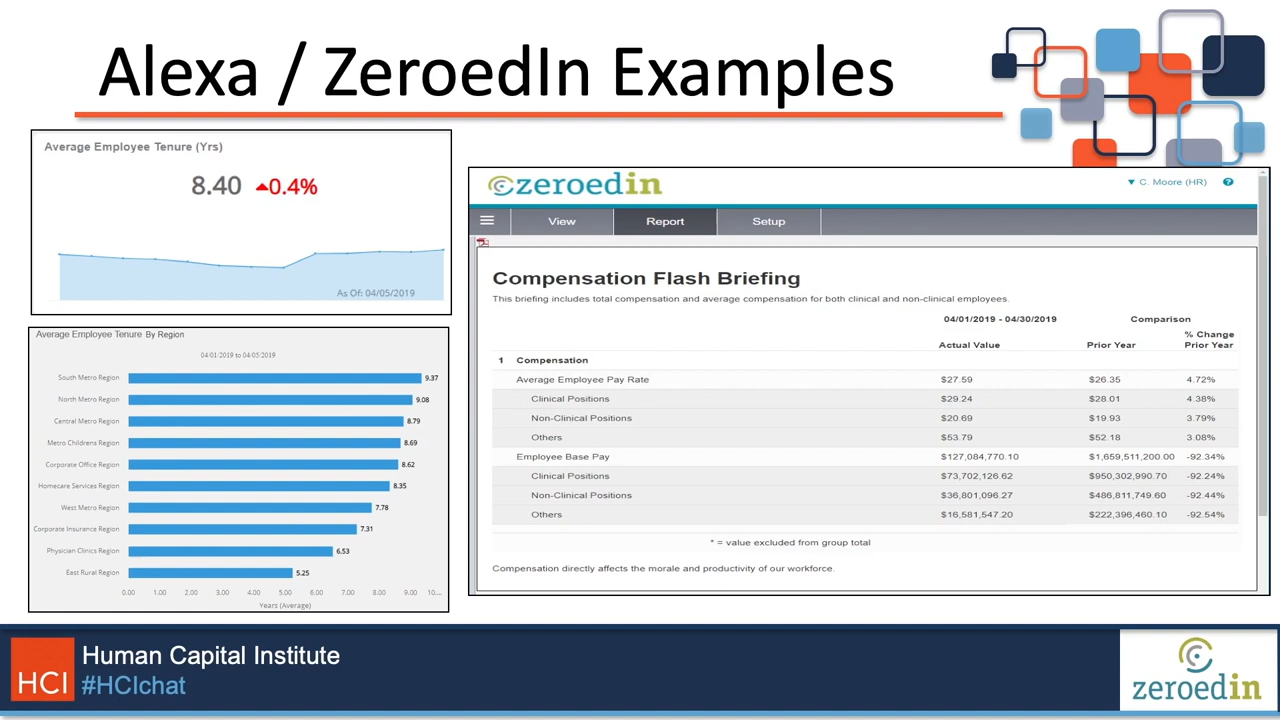 Alexa / ZeroedIn Examples
Average Employee Tenure (Yrs)
8.40 0.4%
As Of: 04/05/2019
Average Employee Tenure By Region
04/01/2019 to 04/05/2019
South Metro Region 9.37
North Metro Region 9.08
Central Metro Region 8.79
Metro Childrens Region 8.69
Corporate Office Region 8.62
Homecare Services Region 8.35
West Metro Region 7.78
Corporate Insurance Region 7.31
Physician Clinics Region 6.53
East Rural Region 5.25
0.00 1.00 2.00 3.00 4.00 5.00 6.00 7.00 8.00 9.00 10....
Years (Average)
zeroedin
C. Moore (HR) ?
View Report Setup
Compensation Flash Briefing
This briefing includes total compensation and average compensation for both clinical and non-clinical employees.
04/01/2019 - 04/30/2019 Comparison
Actual Value Prior Year % Change Prior Year
1 Compensation
Average Employee Pay Rate $27.59 $26.35 4.72%
Clinical Positions $29.24 $28.01 4.38%
Non-Clinical Positions $20.69 $19.93 3.79%
Others $53.79 $52.18 3.08%
Employee Base Pay $127,084,770.10 $1,659,511,200.00 -92.34%
Clinical Positions $73,702,126.62 $950,302,990.70 -92.24%
Non-Clinical Positions $36,801,096.27 $486,811,749.60 -92.44%
Others $16,581,547.20 $222,396,460.10 -92.54%
* = value excluded from group total
Compensation directly affects the morale and productivity of our workforce.
HCI
Human Capital Institute
#HCIchat
zeroedin